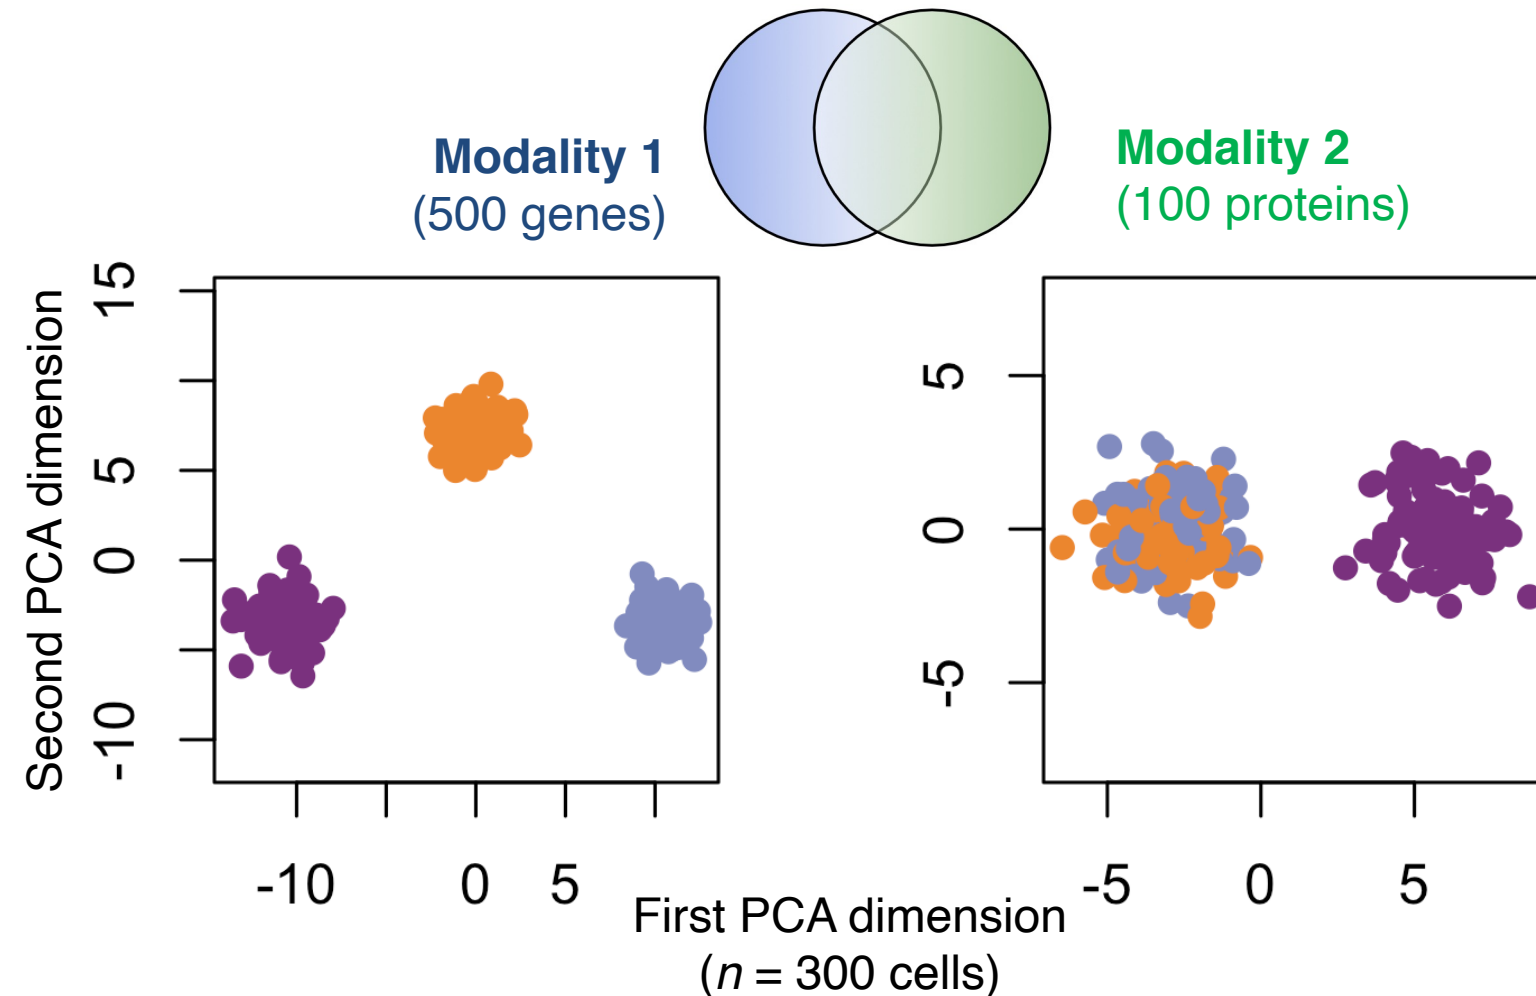 Modality 1
(500 genes)
Modality 2
(100 proteins)
Second PCA dimension
15
5
0
-10
-10 0 5
5
0
-5
-5 0 5
First PCA dimension
(n = 300 cells)